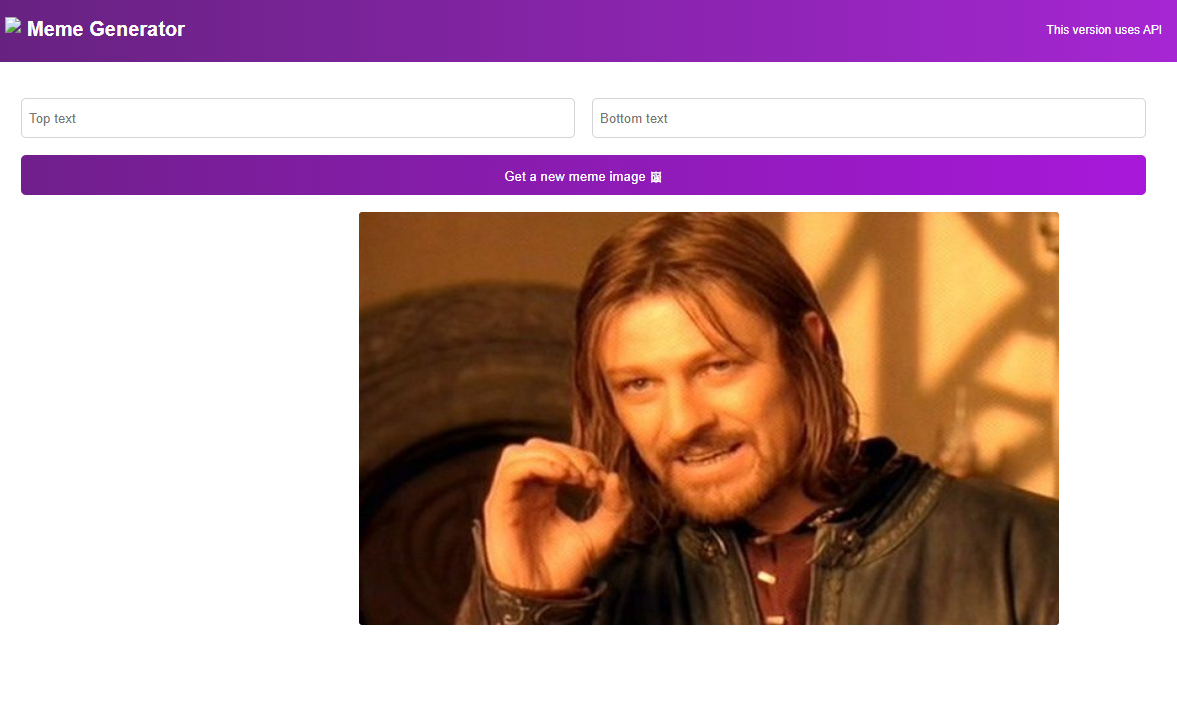 Meme Generator
This version uses API
Top text
Bottom text
Get a new meme image 🖼